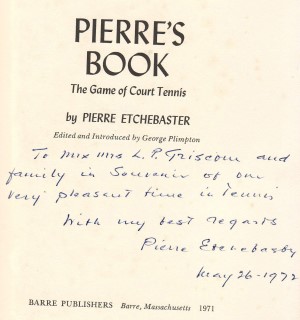 PIERRE'S
BOOK
The Game of Court Tennis
by PIERRE ETCHEBASTER
Edited and Introduced by George Plimpton
To Mr x Mrs L. P. Griscom and
family in Souvenir of our
very pleasant time in Tennis
With my best regards
Pierre Etchebaster
May 26 - 1972
BARRE PUBLISHERS Barre, Massachusetts 1971